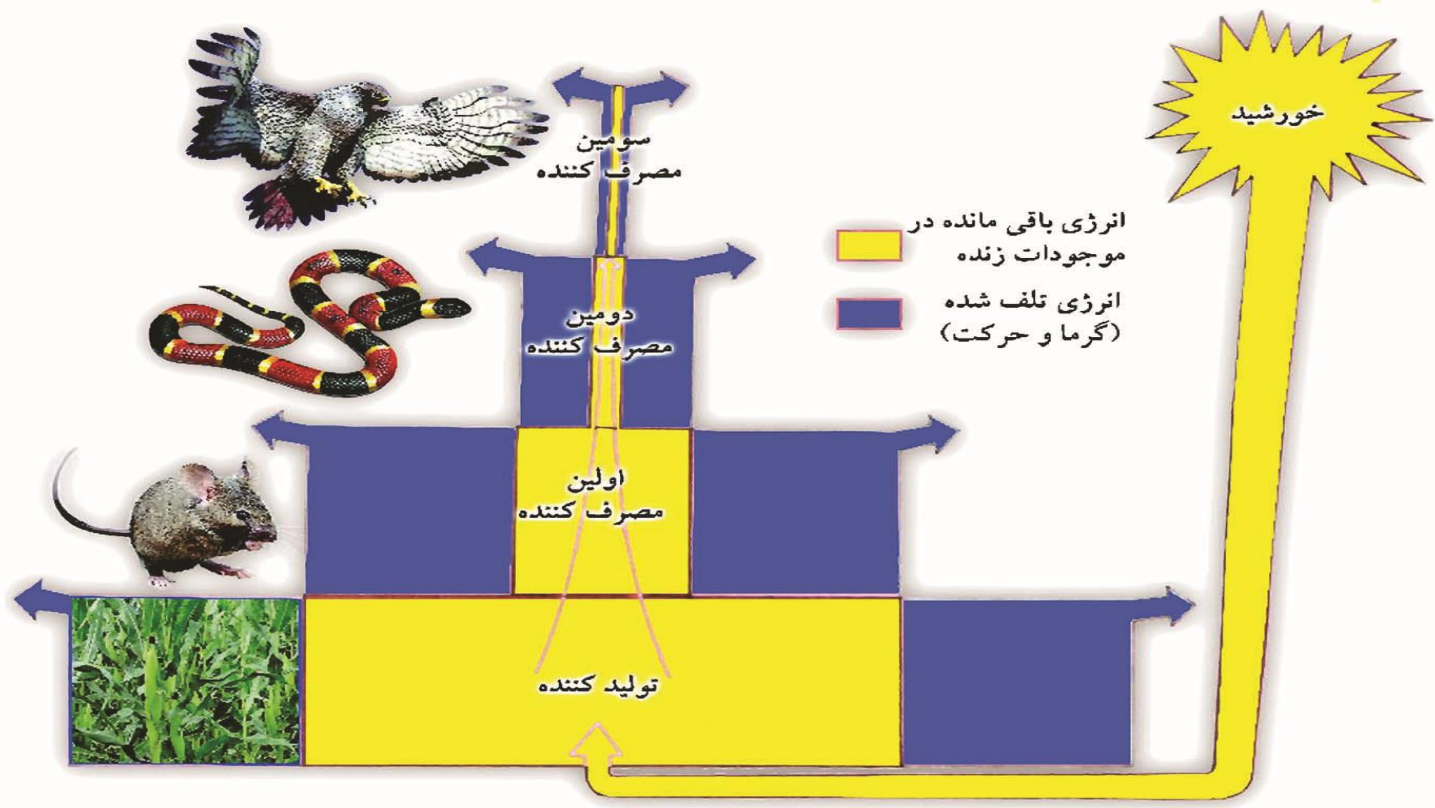 خورشید
سومین
مصرف کننده
انرژی باقی مانده در
موجودات زنده
انرژی تلف شده
(گرما و حرکت)
دومین
مصرف کننده
اولین
مصرف کننده
تولید کننده